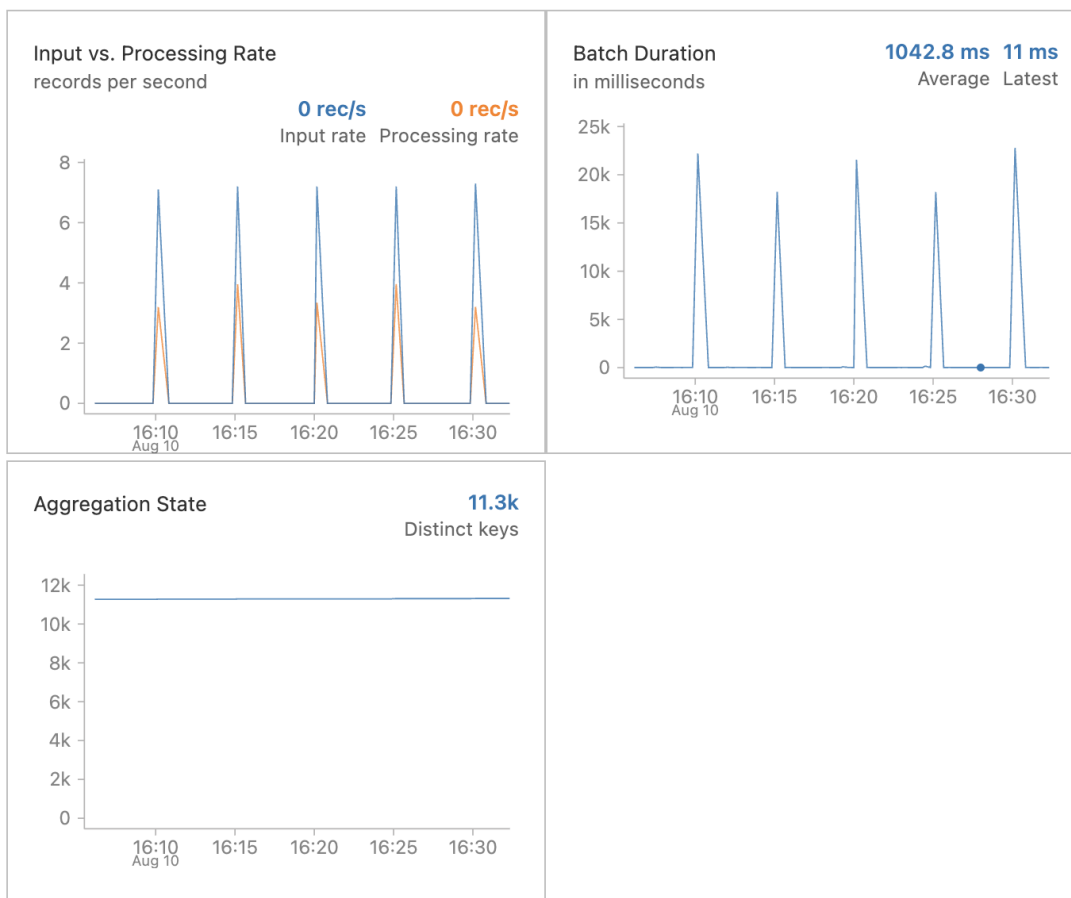 Input vs. Processing Rate
records per second
0 rec/s 0 rec/s
Input rate Processing rate
8
6
4
2
0
16:10 16:15 16:20 16:25 16:30
Aug 10
Batch Duration 1042.8 ms 11 ms
in milliseconds Average Latest
25k
20k
15k
10k
5k
0
16:10 16:15 16:20 16:25 16:30
Aug 10
Aggregation State 11.3k
Distinct keys
12k
10k
8k
6k
4k
2k
0
16:10 16:15 16:20 16:25 16:30
Aug 10